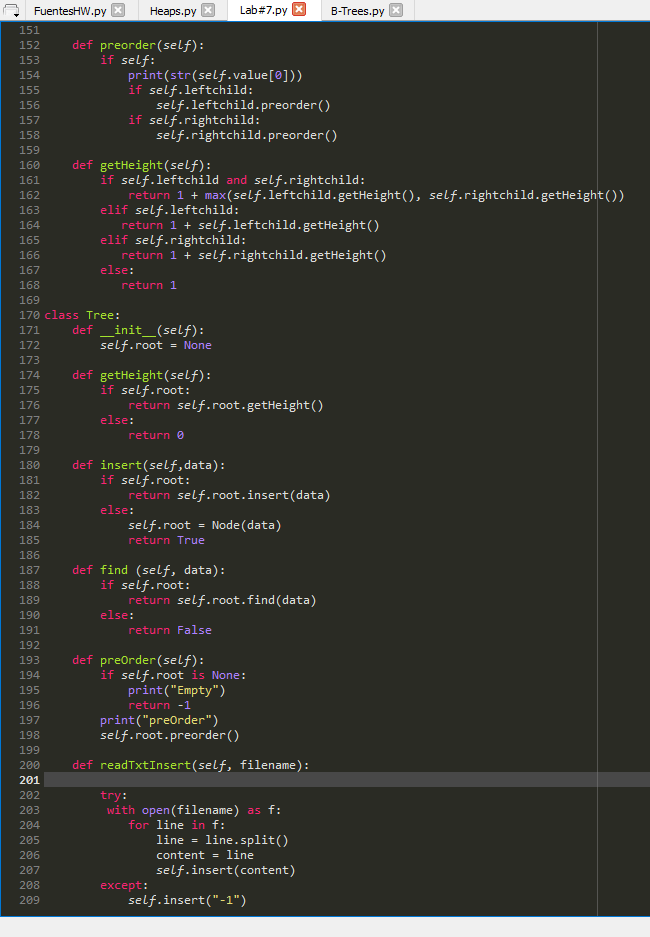 FuentesHW.py Heaps.py Lab#7.py B-Trees.py
151
152 def preorder(self):
153 if self:
154 print(str(self.value[0]))
155 if self.leftchild:
156 self.leftchild.preorder()
157 if self.rightchild:
158 self.rightchild.preorder()
159
160 def getHeight(self):
161 if self.leftchild and self.rightchild:
162 return 1 + max(self.leftchild.getHeight(), self.rightchild.getHeight())
163 elif self.leftchild:
164 return 1 + self.leftchild.getHeight()
165 elif self.rightchild:
166 return 1 + self.rightchild.getHeight()
167 else:
168 return 1
169
170 class Tree:
171 def __init__(self):
172 self.root = None
173
174 def getHeight(self):
175 if self.root:
176 return self.root.getHeight()
177 else:
178 return 0
179
180 def insert(self,data):
181 if self.root:
182 return self.root.insert(data)
183 else:
184 self.root = Node(data)
185 return True
186
187 def find (self, data):
188 if self.root:
189 return self.root.find(data)
190 else:
191 return False
192
193 def preOrder(self):
194 if self.root is None:
195 print("Empty")
196 return -1
197 print("preOrder")
198 self.root.preorder()
199
200 def readTxtInsert(self, filename):
201
202 try:
203 with open(filename) as f:
204 for line in f:
205 line = line.split()
206 content = line
207 self.insert(content)
208 except:
209 self.insert("-1")